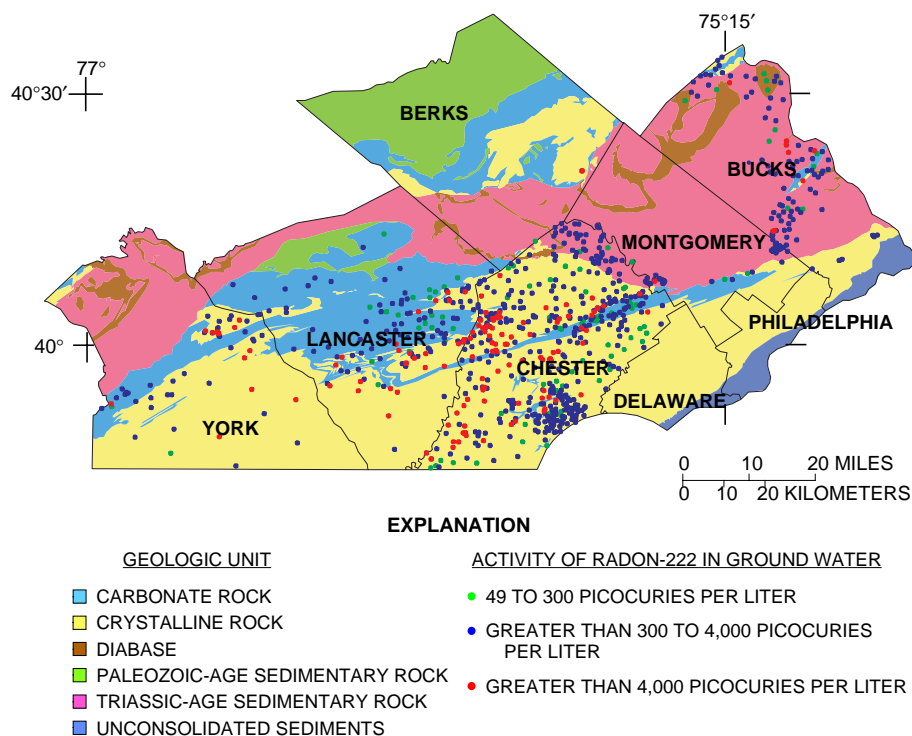 75°15′
77°
40°30′
BERKS
BUCKS
MONTGOMERY
PHILADELPHIA
40°
LANCASTER
CHESTER
DELAWARE
YORK
0 10 20 MILES
0 10 20 KILOMETERS
EXPLANATION
GEOLOGIC UNIT
CARBONATE ROCK
CRYSTALLINE ROCK
DIABASE
PALEOZOIC-AGE SEDIMENTARY ROCK
TRIASSIC-AGE SEDIMENTARY ROCK
UNCONSOLIDATED SEDIMENTS
ACTIVITY OF RADON-222 IN GROUND WATER
49 TO 300 PICOCURIES PER LITER
GREATER THAN 300 TO 4,000 PICOCURIES
PER LITER
GREATER THAN 4,000 PICOCURIES PER LITER